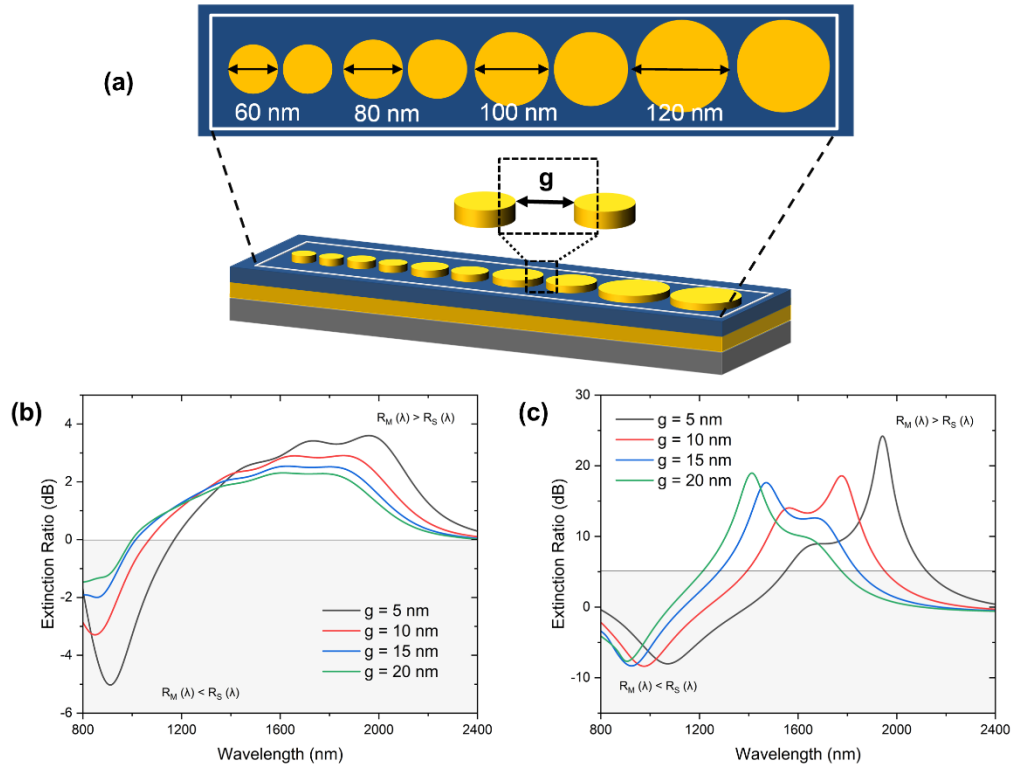 (a)
60 nm 80 nm 100 nm 120 nm
g
(b)
R_M (λ) > R_S (λ)
4
2
0
-2
-4
-6
Extinction Ratio (dB)
g = 5 nm
g = 10 nm
g = 15 nm
g = 20 nm
R_M (λ) < R_S (λ)
800 1200 1600 2000 2400
Wavelength (nm)
(c)
g = 5 nm
g = 10 nm
g = 15 nm
g = 20 nm
R_M (λ) > R_S (λ)
30
20
10
0
-10
Extinction Ratio (dB)
R_M (λ) < R_S (λ)
800 1200 1600 2000 2400
Wavelength (nm)